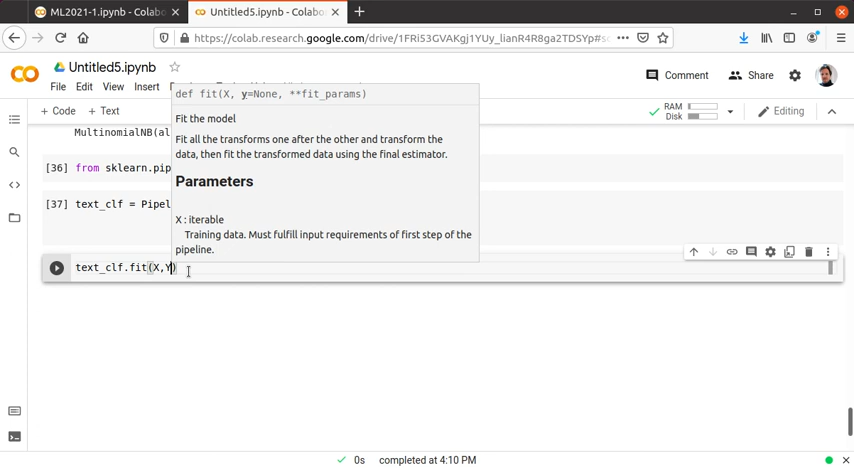 ML2021-1.ipynb - Colabo
Untitled5.ipynb - Colabo
https://colab.research.google.com/drive/1FRi53GVAKgj1YUy_lianR4R8ga2TDSYp#sc
Untitled5.ipynb
File Edit View Insert
Comment Share
+ Code + Text
RAM
Disk
Editing
MultinomialNB(al
[36] from sklearn.pip
[37] text_clf = Pipel
def fit(X, y=None, **fit_params)
Fit the model
Fit all the transforms one after the other and transform the
data, then fit the transformed data using the final estimator.
Parameters
X : iterable
Training data. Must fulfill input requirements of first step of the
pipeline.
text_clf.fit(X,Y)
0s completed at 4:10 PM